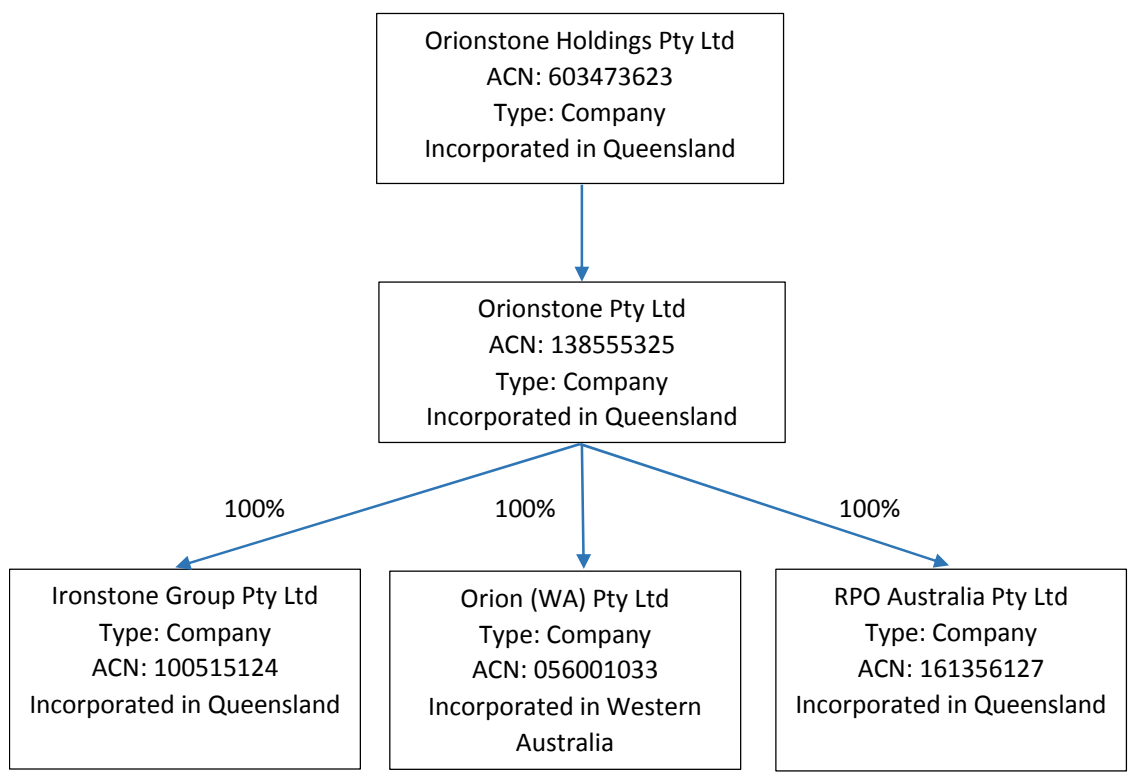 Orionstone Holdings Pty Ltd
ACN: 603473623
Type: Company
Incorporated in Queensland
Orionstone Pty Ltd
ACN: 138555325
Type: Company
Incorporated in Queensland
100%
100%
100%
Ironstone Group Pty Ltd
Type: Company
ACN: 100515124
Incorporated in Queensland
Orion (WA) Pty Ltd
Type: Company
ACN: 056001033
Incorporated in Western
Australia
RPO Australia Pty Ltd
Type: Company
ACN: 161356127
Incorporated in Queensland